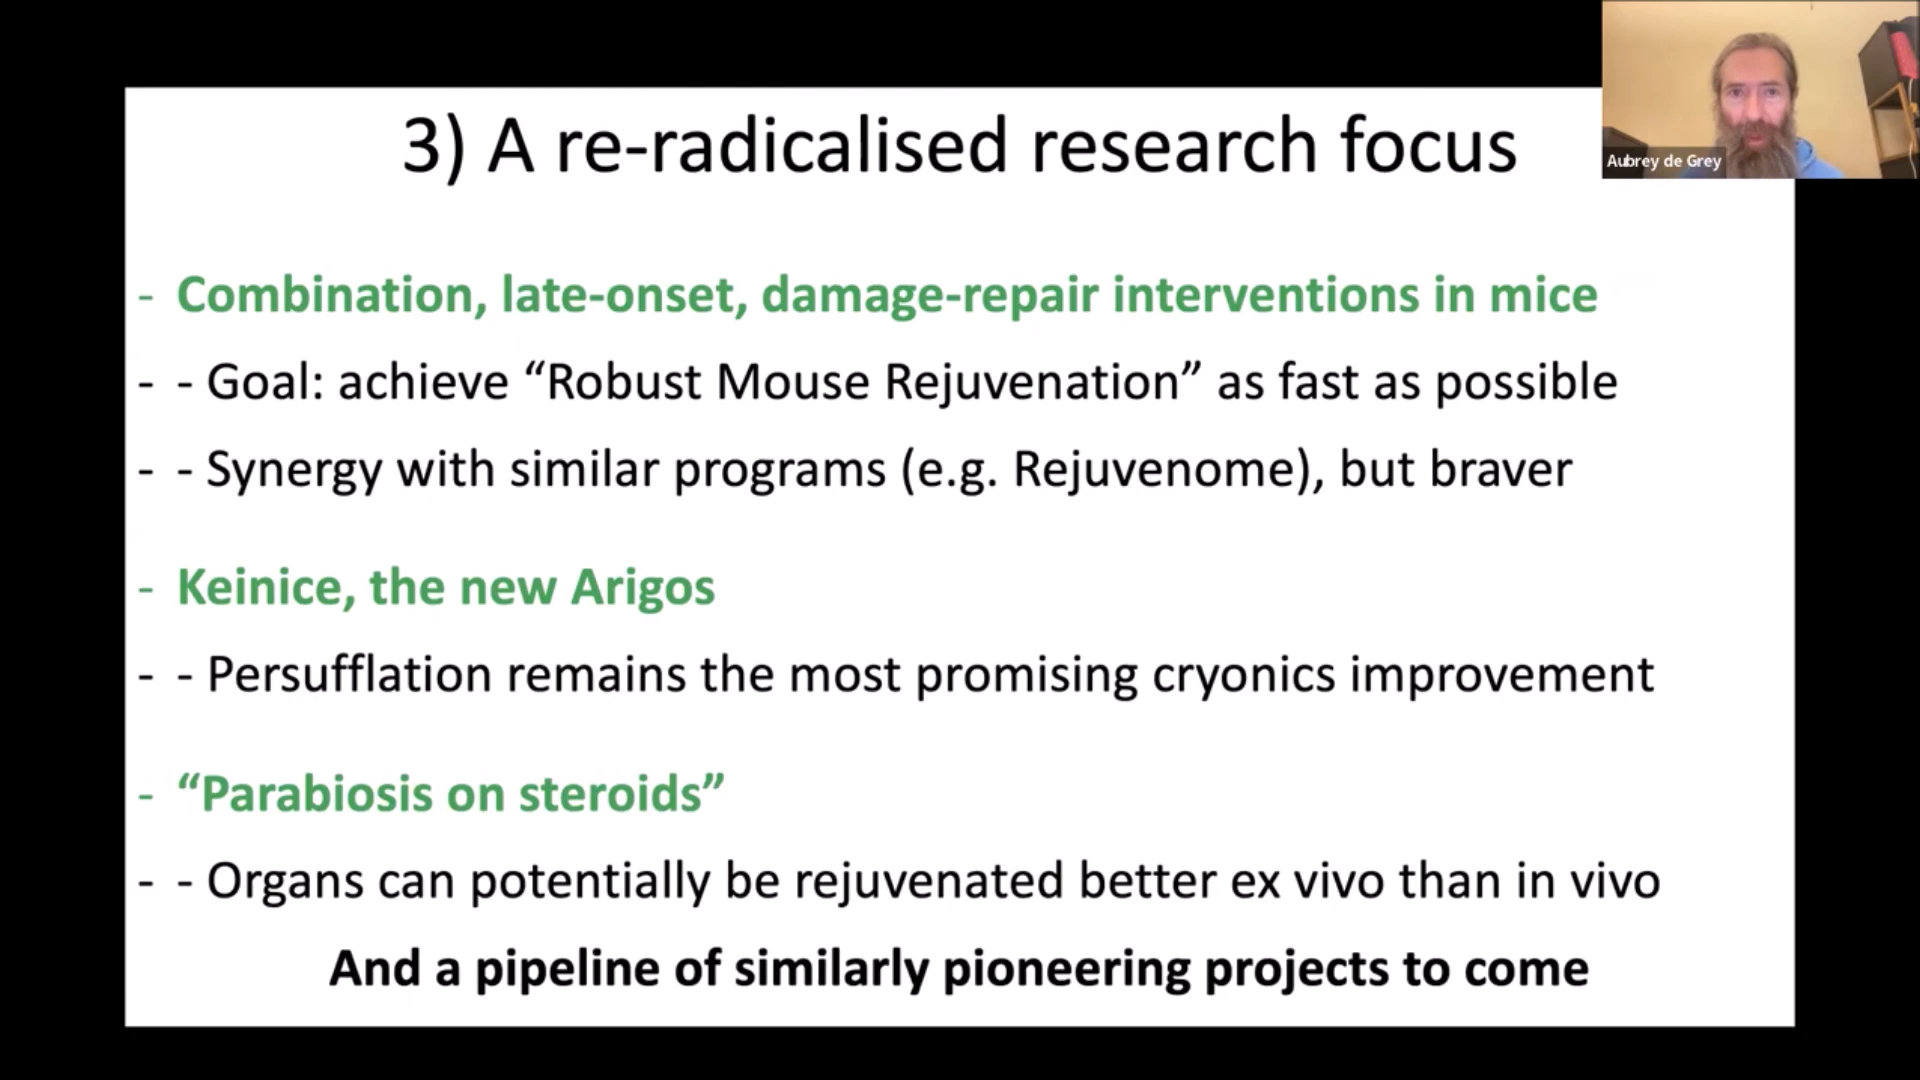 3) A re-radicalised research focus
Aubrey de Grey
- Combination, late-onset, damage-repair interventions in mice
- - Goal: achieve “Robust Mouse Rejuvenation” as fast as possible
- - Synergy with similar programs (e.g. Rejuvenome), but braver
- Keinice, the new Arigos
- - Persufflation remains the most promising cryonics improvement
- “Parabiosis on steroids”
- - Organs can potentially be rejuvenated better ex vivo than in vivo
And a pipeline of similarly pioneering projects to come